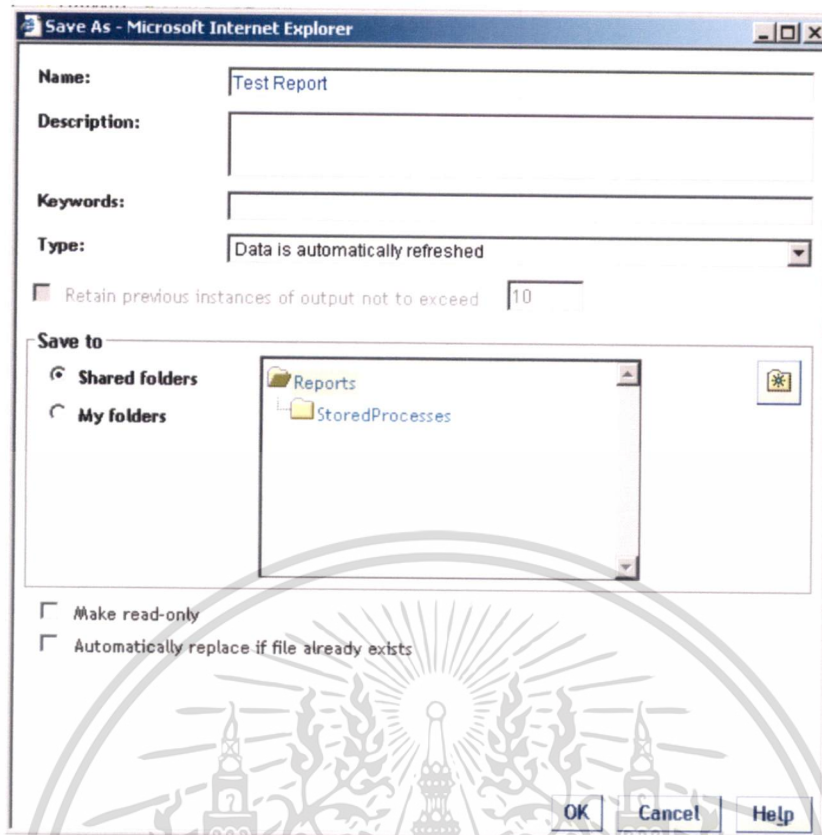 Save As - Microsoft Internet Explorer
Name:
Test Report
Description:
Keywords:
Type:
Data is automatically refreshed
Retain previous instances of output not to exceed 10
Save to
Shared folders
My folders
Reports
StoredProcesses
Make read-only
Automatically replace if file already exists
OK Cancel Help